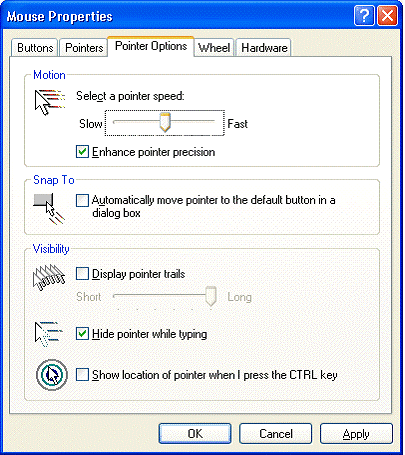 Mouse Properties
Buttons Pointers Pointer Options Wheel Hardware
Motion
Select a pointer speed:
Slow Fast
Enhance pointer precision
Snap To
Automatically move pointer to the default button in a
dialog box
Visibility
Display pointer trails
Short Long
Hide pointer while typing
Show location of pointer when I press the CTRL key
OK Cancel Apply